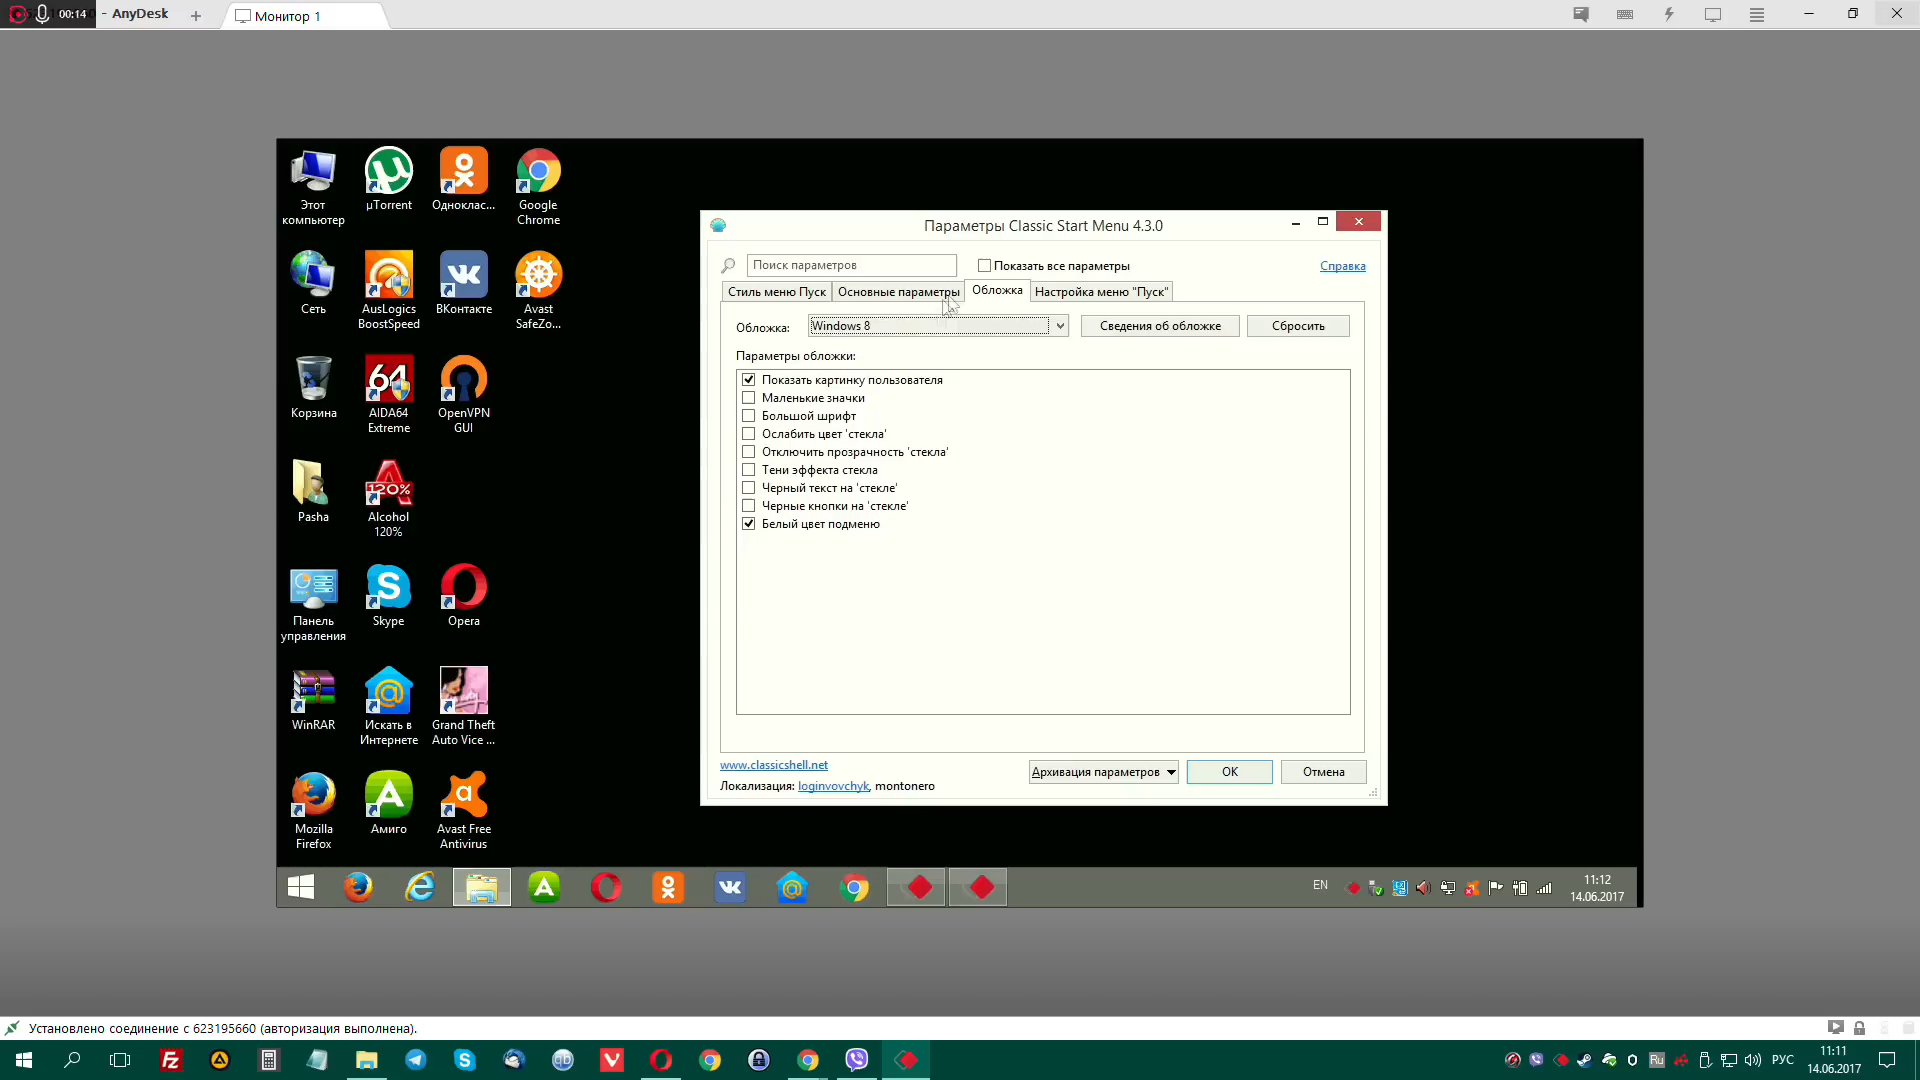 00:14
- AnyDesk
Монитор 1
Этот
компьютер
µTorrent
Одноклас...
Google
Chrome
Сеть
AusLogics
BoostSpeed
ВКонтакте
Avast
SafeZo...
Корзина
64
AIDA64
Extreme
OpenVPN
GUI
Pasha
120%
Alcohol
120%
Панель
управления
Skype
Opera
WinRAR
Искать в
Интернете
Grand Theft
Auto Vice ...
Mozilla
Firefox
Амиго
Avast Free
Antivirus
Параметры Classic Start Menu 4.3.0
Поиск параметров
Показать все параметры
Справка
Стиль меню Пуск
Основные параметры
Обложка
Настройка меню "Пуск"
Обложка:
Windows 8
Сведения об обложке
Сбросить
Параметры обложки:
Показать картинку пользователя
Маленькие значки
Большой шрифт
Ослабить цвет 'стекла'
Отключить прозрачность 'стекла'
Тени эффекта стекла
Черный текст на 'стекле'
Черные кнопки на 'стекле'
Белый цвет подменю
www.classicshell.net
Локализация: loginvovchyk, montonero
Архивация параметров
OK
Отмена
EN
11:12
14.06.2017
Установлено соединение с 623195660 (авторизация выполнена).
РУС
11:11
14.06.2017